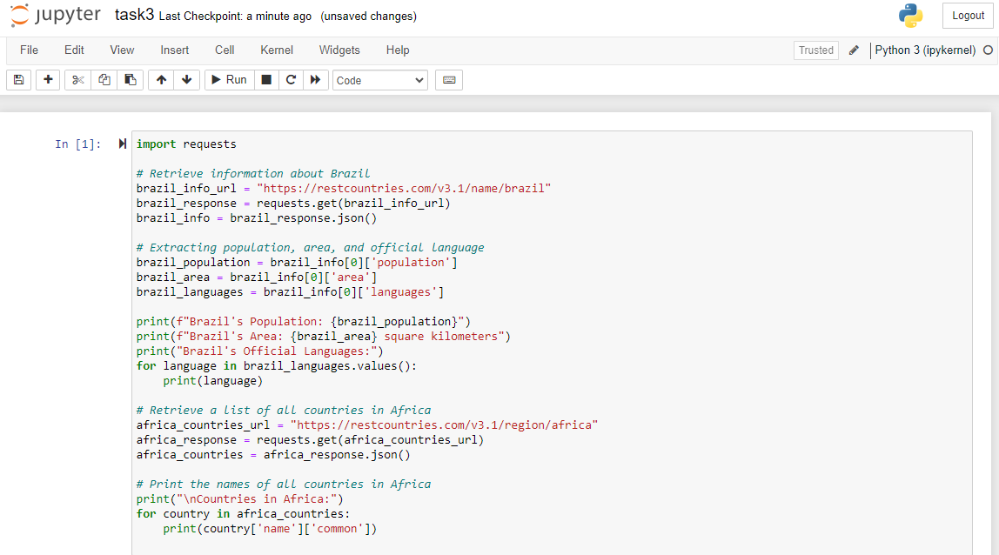 jupyter task3 Last Checkpoint: a minute ago (unsaved changes) Logout
File Edit View Insert Cell Kernel Widgets Help Trusted Python 3 (ipykernel)
Run Code
In [1]: import requests
# Retrieve information about Brazil
brazil_info_url = "https://restcountries.com/v3.1/name/brazil"
brazil_response = requests.get(brazil_info_url)
brazil_info = brazil_response.json()
# Extracting population, area, and official language
brazil_population = brazil_info[0]['population']
brazil_area = brazil_info[0]['area']
brazil_languages = brazil_info[0]['languages']
print(f"Brazil's Population: {brazil_population}")
print(f"Brazil's Area: {brazil_area} square kilometers")
print("Brazil's Official Languages:")
for language in brazil_languages.values():
    print(language)
# Retrieve a list of all countries in Africa
africa_countries_url = "https://restcountries.com/v3.1/region/africa"
africa_response = requests.get(africa_countries_url)
africa_countries = africa_response.json()
# Print the names of all countries in Africa
print("\nCountries in Africa:")
for country in africa_countries:
    print(country['name']['common'])